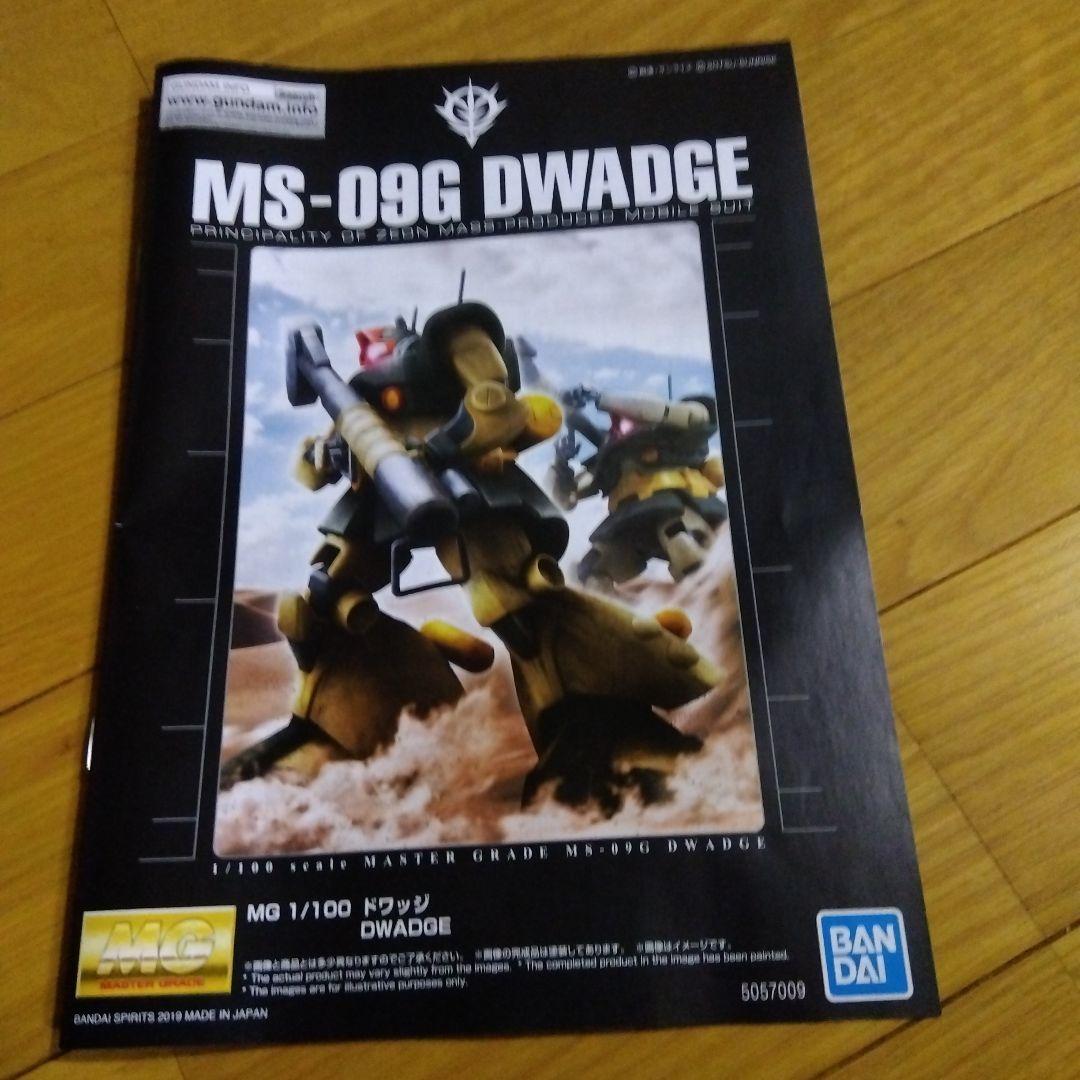 GUNDAM INFO
www.gundam.info
MS-09G DWADGE
PRINCIPALITY OF ZEON MASS-PRODUCED MOBILE SUIT
1/100 scale MASTER GRADE MS-09G DWADGE
MG 1/100 ドワッジ
DWADGE
※画像と商品とは多少異なりますのでご了承ください。 ※画像の完成品は塗装してあります。 ※画像はイメージです。
* The actual product may vary slightly from the images. * The completed product in the image has been painted.
* The images are for illustrative purposes only.
MG
MASTER GRADE
5057009
BAN
DAI
BANDAI SPIRITS 2019 MADE IN JAPAN